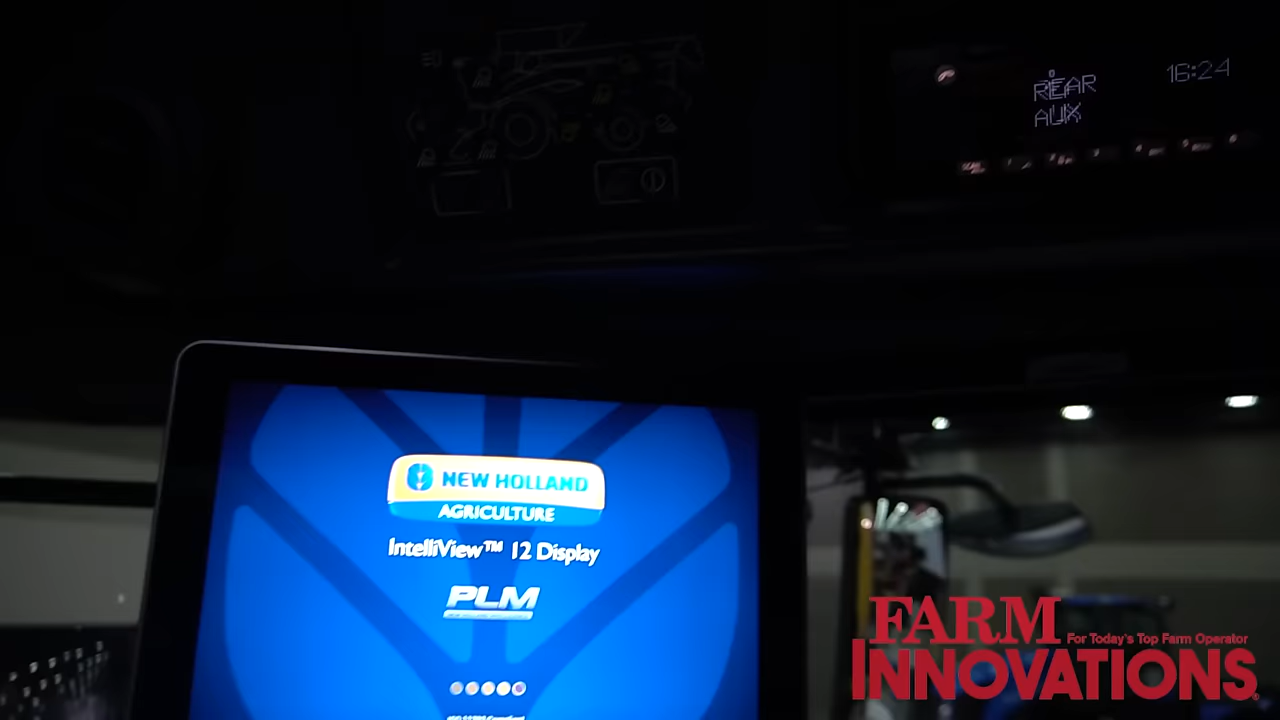 REAR
AUX
16:24
NEW HOLLAND
AGRICULTURE
IntelliView™ 12 Display
PLM
FARM
For Today's Top Farm Operator
INNOVATIONS